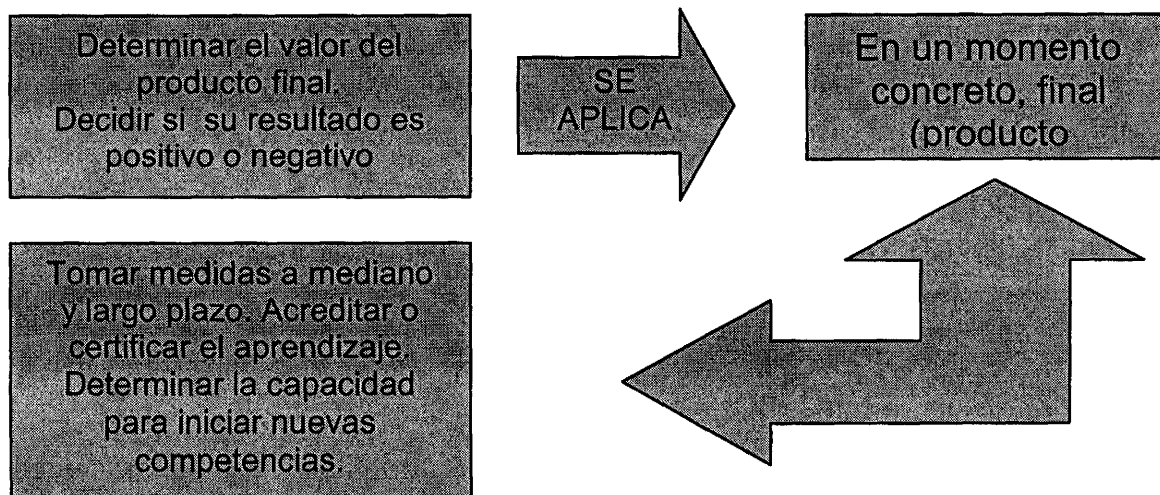 Determinar el valor del
producto final.
Decidir si su resultado es
positivo o negativo
SE
APLICA
En un momento
concreto, final
(producto
Tomar medidas a mediano
y largo plazo. Acreditar o
certificar el aprendizaje.
Determinar la capacidad
para iniciar nuevas
competencias.